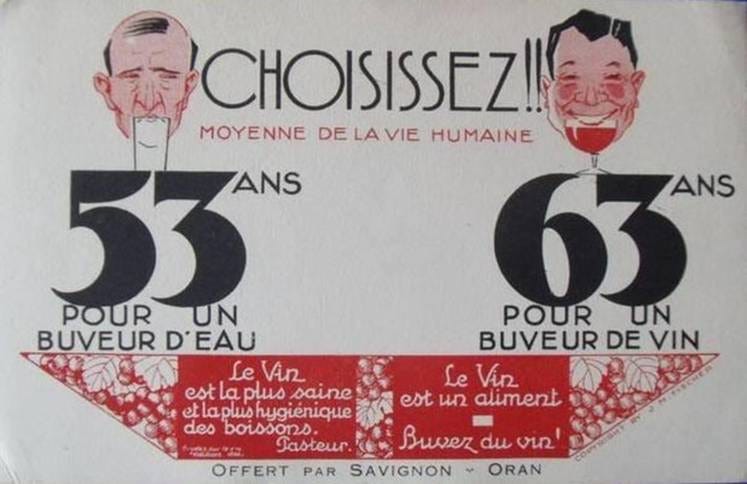 CHOISISSEZ!!
MOYENNE DE LA VIE HUMAINE
53 ANS
POUR UN
BUVEUR D'EAU
63 ANS
POUR UN
BUVEUR DE VIN
Le Vin
est la plus saine
et la plus hygiénique
des boissons.
Pasteur.
Le Vin
est un aliment
Buvez du vin!
COPYRIGHT BY J. M.
OFFERT PAR SAVIGNON - ORAN